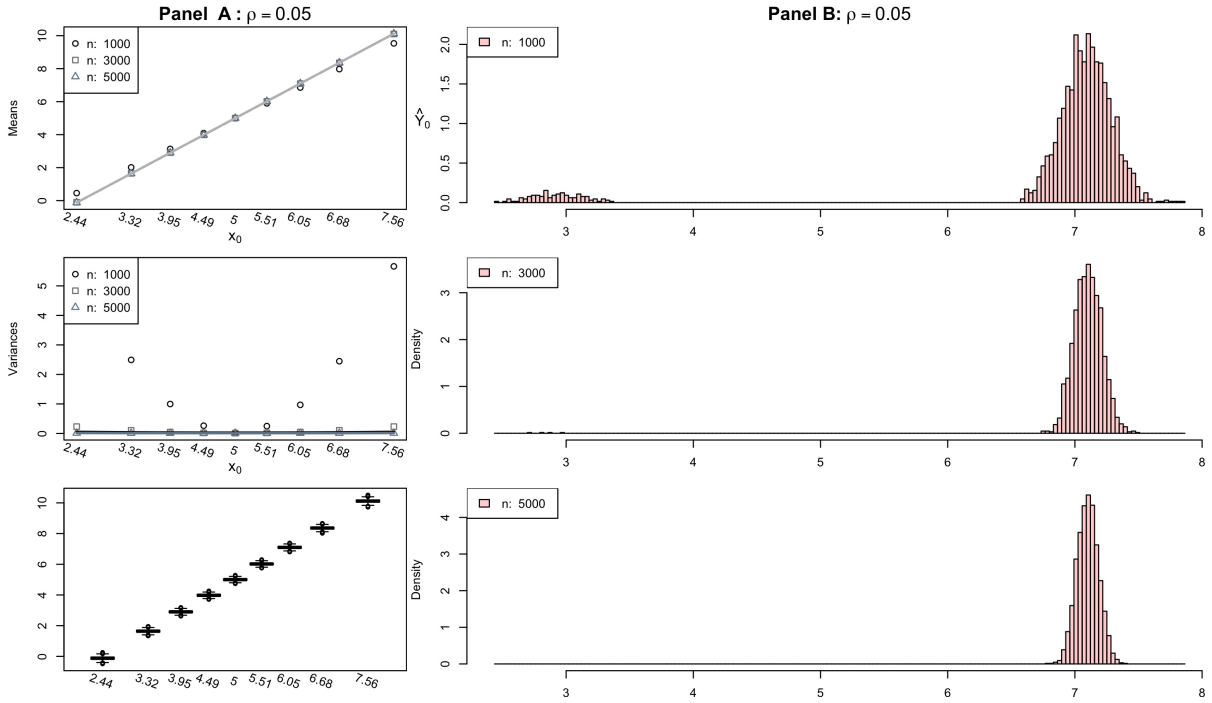 Panel A : ρ = 0.05
Means
0 2 4 6 8 10
n: 1000
n: 3000
n: 5000
2.44 3.32 3.95 4.49 5 5.51 6.05 6.68 7.56
x0
Variances
0 1 2 3 4 5
n: 1000
n: 3000
n: 5000
2.44 3.32 3.95 4.49 5 5.51 6.05 6.68 7.56
x0
0 2 4 6 8 10
2.44 3.32 3.95 4.49 5 5.51 6.05 6.68 7.56
Panel B: ρ = 0.05
Ŷ0
0.0 0.5 1.0 1.5 2.0
n: 1000
3 4 5 6 7 8
Density
0 1 2 3
n: 3000
3 4 5 6 7 8
Density
0 1 2 3 4
n: 5000
3 4 5 6 7 8